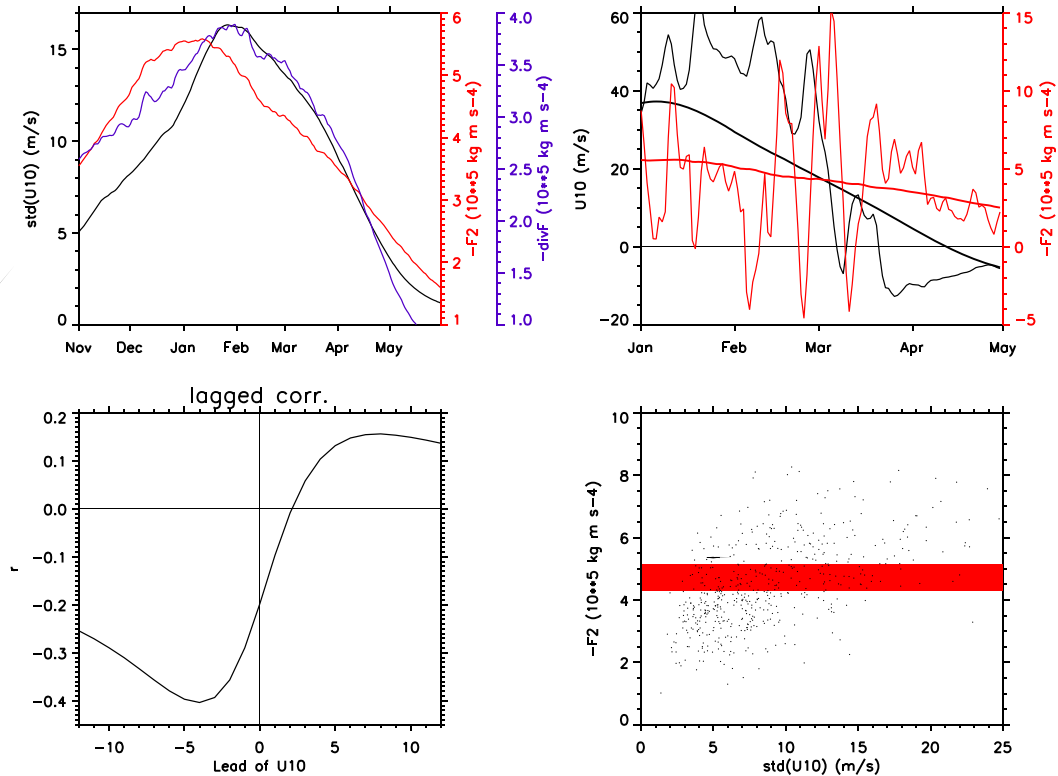 std(U10) (m/s)
15
10
5
0
Nov Dec Jan Feb Mar Apr May
6
5
4
3
2
1
-F2 (10**5 kg m s-4)
4.0
3.5
3.0
2.5
2.0
1.5
1.0
-divF (10**5 kg m s-4)
U10 (m/s)
60
40
20
0
-20
Jan Feb Mar Apr May
15
10
5
0
-5
-F2 (10**5 kg m s-4)
lagged corr.
r
0.2
0.1
0.0
-0.1
-0.2
-0.3
-0.4
-10 -5 0 5 10
Lead of U10
-F2 (10**5 kg m s-4)
10
8
6
4
2
0
0 5 10 15 20 25
std(U10) (m/s)